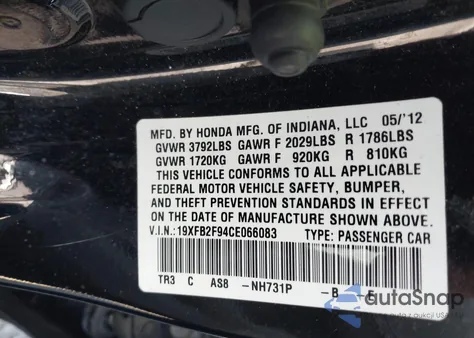 MFD. BY HONDA MFG. OF INDIANA, LLC 05/'12
GVWR 3792LBS GAWR F 2029LBS R 1786LBS
GVWR 1720KG GAWR F 920KG R 810KG
THIS VEHICLE CONFORMS TO ALL APPLICABLE
FEDERAL MOTOR VEHICLE SAFETY, BUMPER,
AND THEFT PREVENTION STANDARDS IN EFFECT
ON THE DATE OF MANUFACTURE SHOWN ABOVE.
V.I.N.: 19XFB2F94CE066083 TYPE: PASSENGER CAR
TR3 C AS8 -NH731P -B
autoSnap